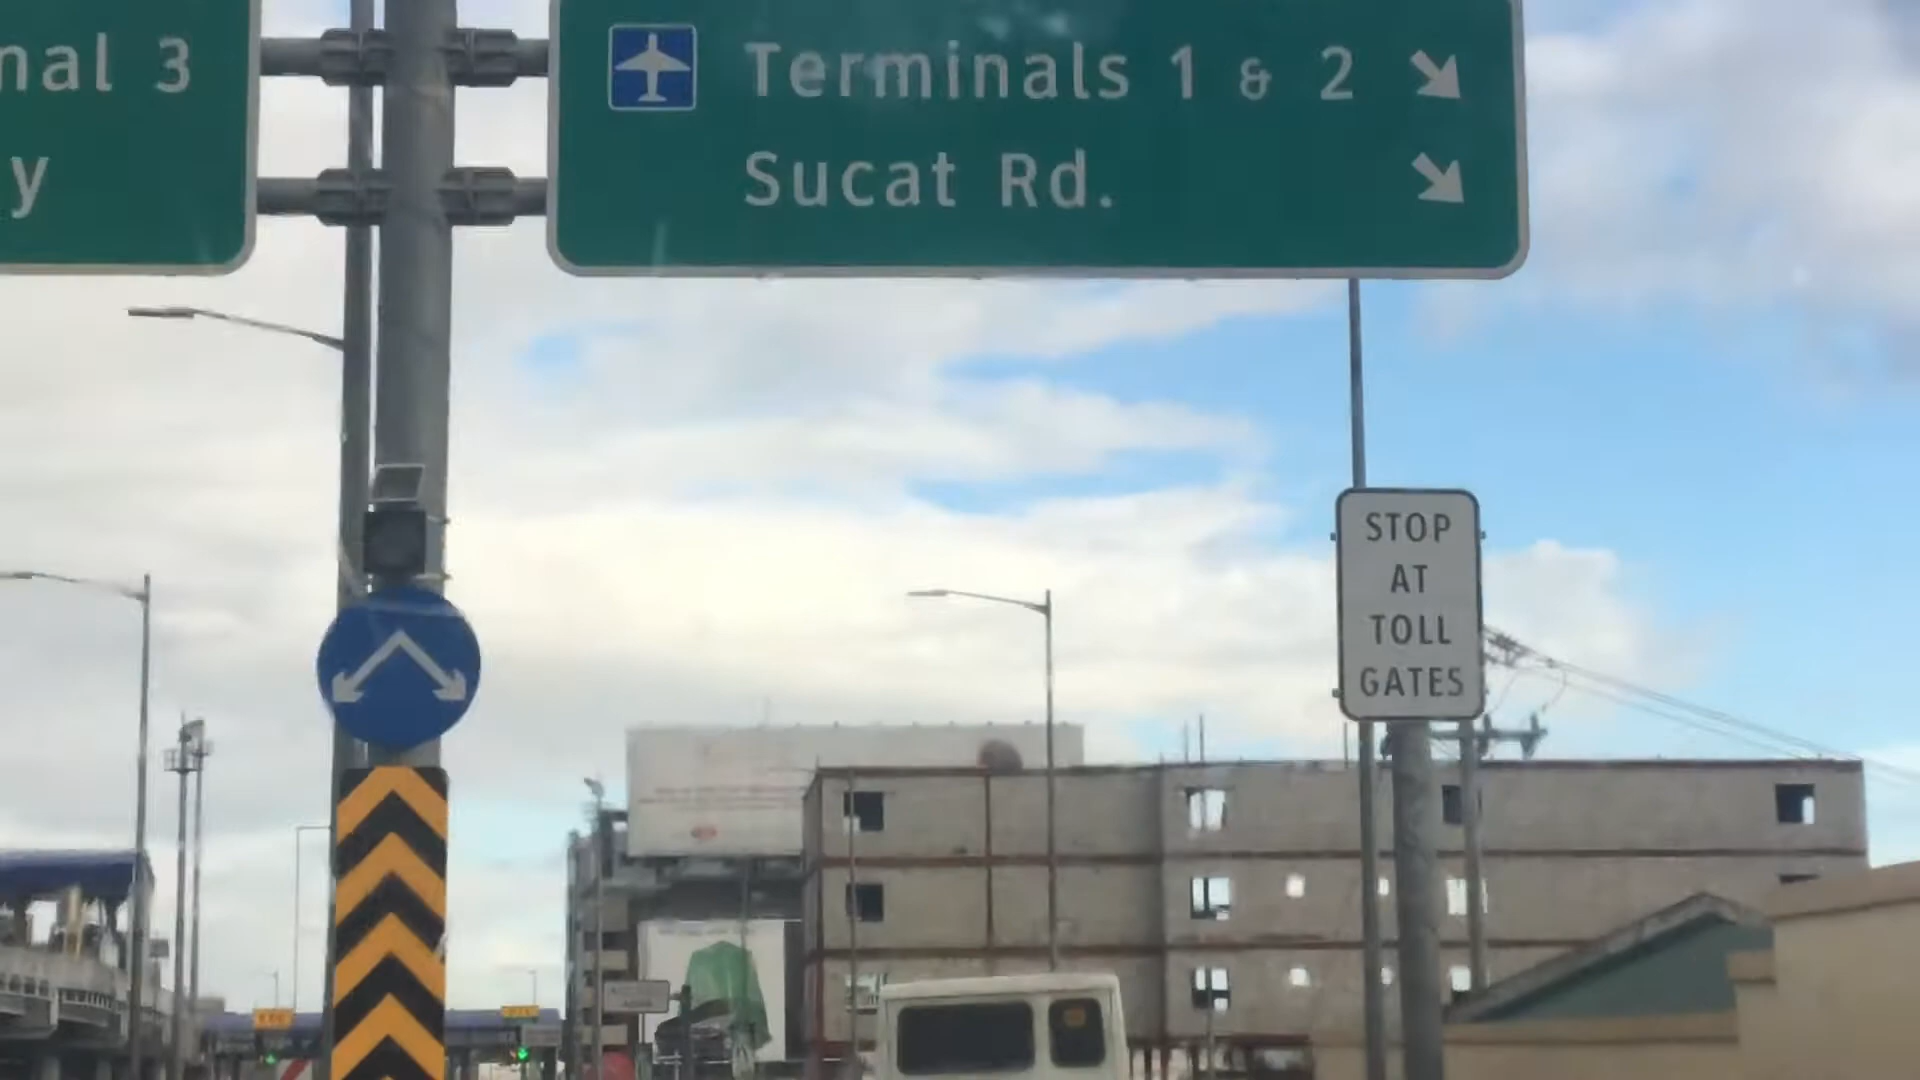 nal 3
y
Terminals 1 & 2
Sucat Rd.
STOP
AT
TOLL
GATES